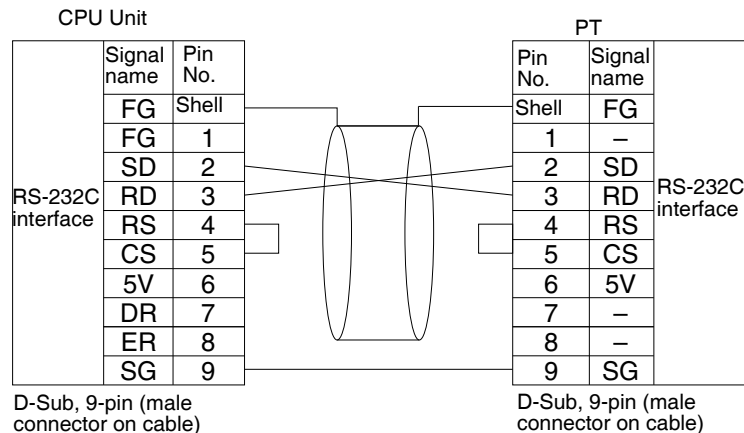 CPU Unit
PT
Signal name Pin No.
FG Shell
FG 1
SD 2
RD 3
RS 4
CS 5
5V 6
DR 7
ER 8
SG 9
RS-232C
interface
D-Sub, 9-pin (male
connector on cable)
Pin No. Signal name
Shell FG
1 –
2 SD
3 RD
4 RS
5 CS
6 5V
7 –
8 –
9 SG
RS-232C
interface
D-Sub, 9-pin (male
connector on cable)